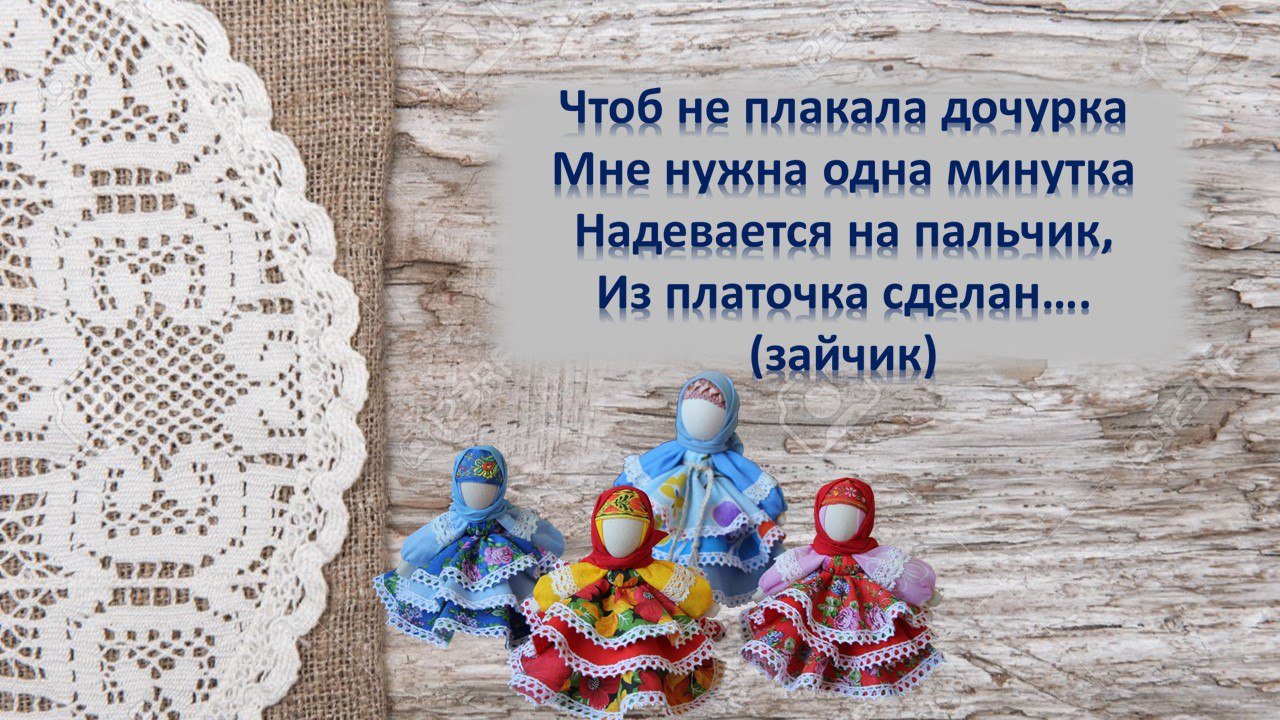 Чтоб не плакала дочурка
Мне нужна одна минутка
Надевается на пальчик,
Из платочка сделан….
(зайчик)